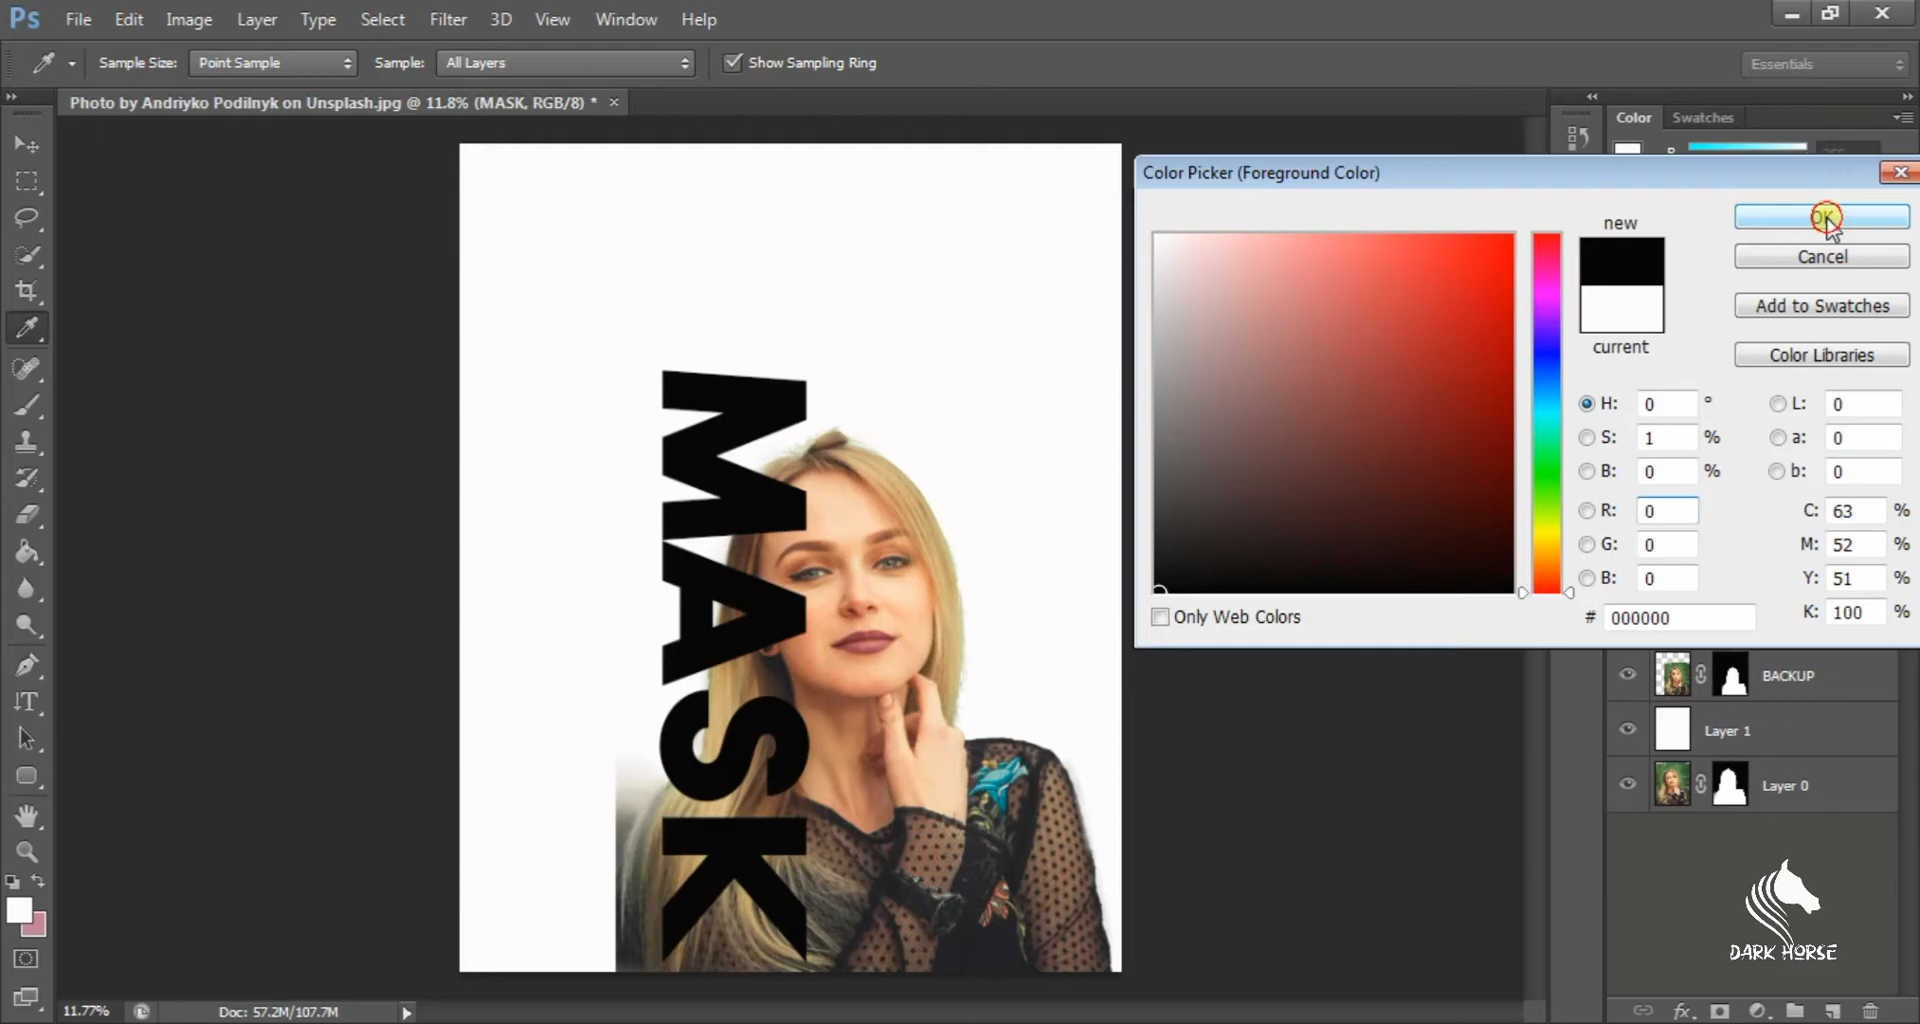 Ps File Edit Image Layer Type Select Filter 3D View Window Help
Sample Size: Point Sample Sample: All Layers Show Sampling Ring Essentials
Photo by Andriyko Podilnyk on Unsplash.jpg @ 11.8% (MASK, RGB/8) * ×
Color Swatches
Color Picker (Foreground Color)
new
OK
Cancel
Add to Swatches
current
Color Libraries
H: 0 ° L: 0
S: 1 % a: 0
B: 0 % b: 0
R: 0 C: 63 %
G: 0 M: 52 %
B: 0 Y: 51 %
Only Web Colors # 000000 K: 100 %
MASK
BACKUP
Layer 1
Layer 0
DARK HORSE
11.77% Doc: 57.2M/107.7M
fx